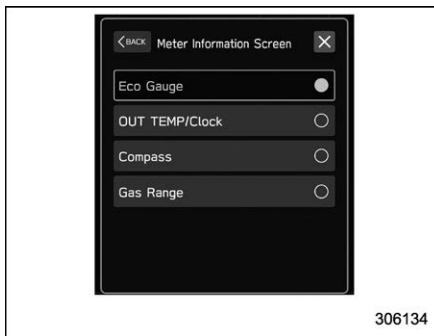 BACK Meter Information Screen X
Eco Gauge
OUT TEMP/Clock
Compass
Gas Range
306134